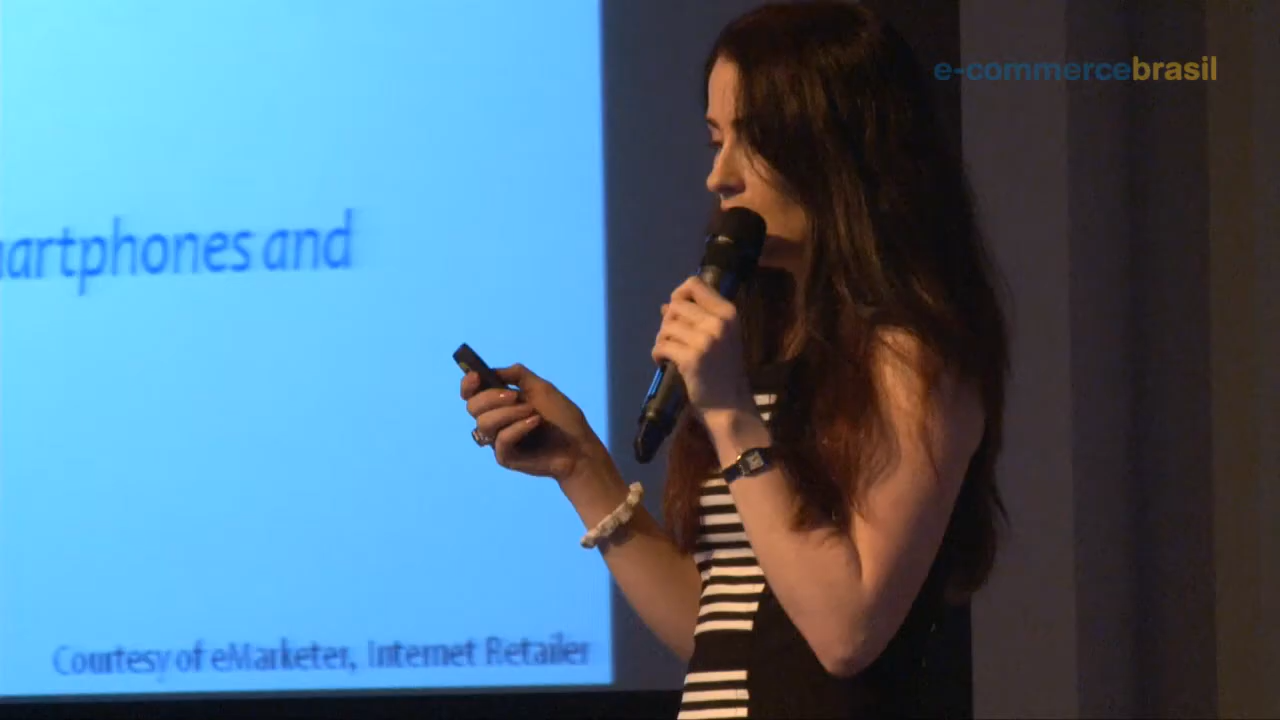 e-commercebrasil
artphones and
Courtesy of eMarketer, Internet Retailer